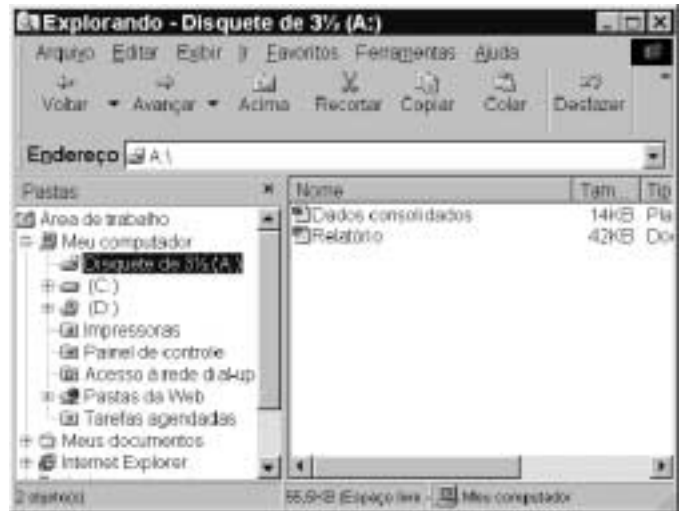 Explorando - Disquete de 3½ (A:)
Arquivo Editar Exibir Ir Favoritos Ferramentas Ajuda
Voltar Avançar Acima Recortar Copiar Colar Desfazer
Endereço A:\
Pastas
Área de trabalho
Meu computador
Disquete de 3½ (A:)
(C:)
(D:)
Impressoras
Painel de controle
Acesso à rede dial-up
Pastas da Web
Tarefas agendadas
Meus documentos
Internet Explorer
Nome Tam... Tip
Dados consolidados 14KB Pla
Relatório 42KB Doc
2 objeto(s)
(Espaço livre - Meu computador